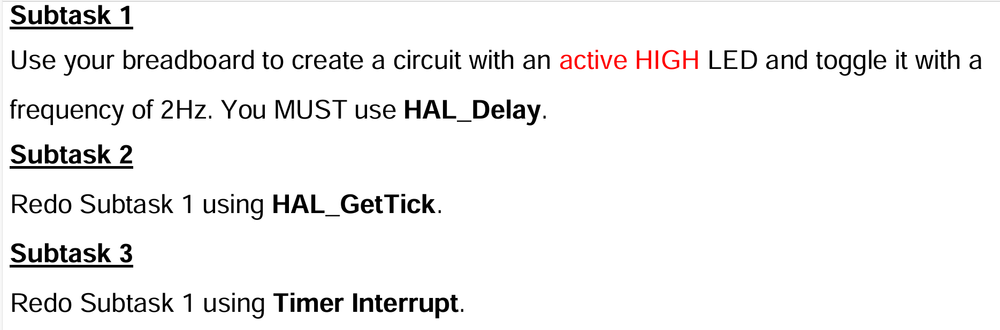 Subtask 1
Use your breadboard to create a circuit with an active HIGH LED and toggle it with a
frequency of 2Hz. You MUST use HAL_Delay.
Subtask 2
Redo Subtask 1 using HAL_GetTick.
Subtask 3
Redo Subtask 1 using Timer Interrupt.